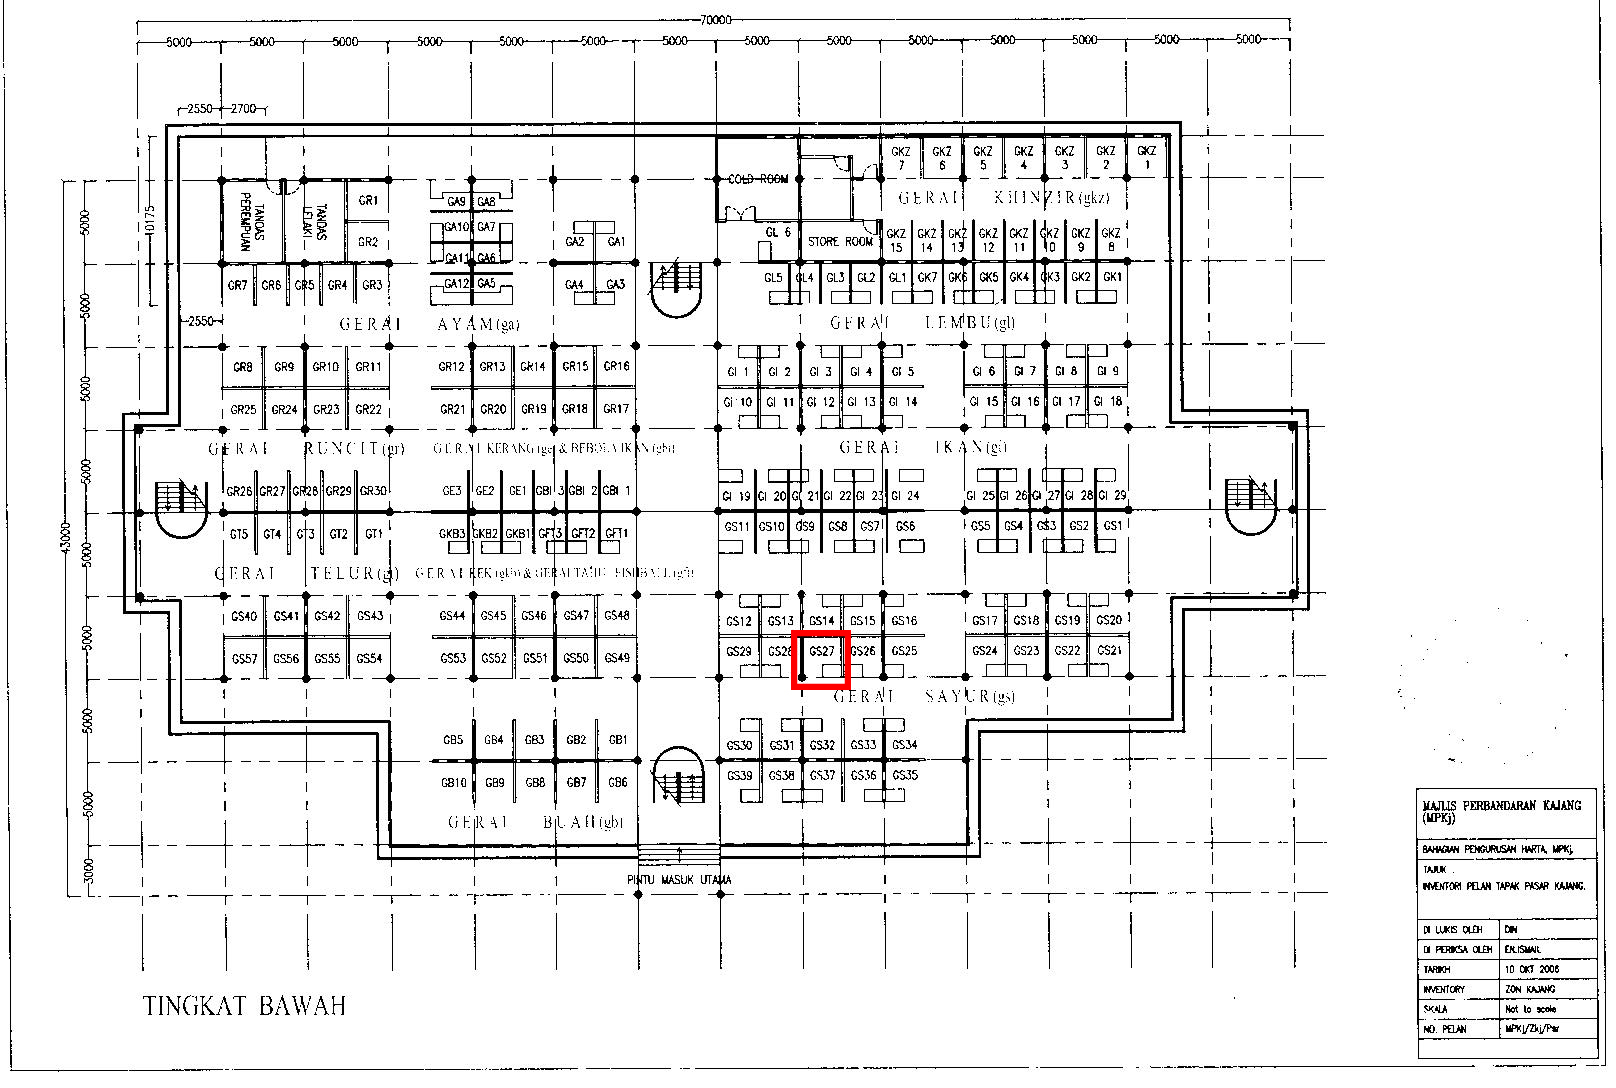 70000
5000 5000 5000 5000 5000 5000 5000 5000 5000 5000 5000 5000 5000 5000
2550 2700
GKZ 7 GKZ 6 GKZ 5 GKZ 4 GKZ 3 GKZ 2 GKZ 1
COLD ROOM
GERAI KHINZIR(gkz)
TANDAS PEREMPUAN
TANDAS LELAKI
GR1
GR2
GA9 GA8
GA10 GA7
GA11 GA6
GA12 GA5
GA2 GA1
GA4 GA3
GL 6
STORE ROOM
GKZ 15 GKZ 14 GKZ 13 GKZ 12 GKZ 11 GKZ 10 GKZ 9 GKZ 8
GR7 GR6 GR5 GR4 GR3
GL5 GL4 GL3 GL2 GL1 GK7 GK6 GK5 GK4 GK3 GK2 GK1
10175
2550
GERAI AYAM(ga)
GERAI LEMBU(gl)
GR8 GR9 GR10 GR11 GR12 GR13 GR14 GR15 GR16
GI 1 GI 2 GI 3 GI 4 GI 5 GI 6 GI 7 GI 8 GI 9
GR25 GR24 GR23 GR22 GR21 GR20 GR19 GR18 GR17
GI 10 GI 11 GI 12 GI 13 GI 14 GI 15 GI 16 GI 17 GI 18
GERAI RUNCIT(gr)
GERAI KERANG(ge) & BEBOLA IKAN(gbi)
GERAI IKAN(gi)
GR26 GR27 GR28 GR29 GR30 GE3 GE2 GE1 GBI 3 GBI 2 GBI 1
GI 19 GI 20 GI 21 GI 22 GI 23 GI 24 GI 25 GI 26 GI 27 GI 28 GI 29
GT5 GT4 GT3 GT2 GT1 GKB3 GKB2 GKB1 GFT3 GFT2 GFT1
GS11 GS10 GS9 GS8 GS7 GS6 GS5 GS4 GS3 GS2 GS1
GERAI TELUR(gt)
GERAI KEK(gkb) & GERAI TAHU FISHBALL(gft)
GS40 GS41 GS42 GS43 GS44 GS45 GS46 GS47 GS48
GS12 GS13 GS14 GS15 GS16 GS17 GS18 GS19 GS20
GS57 GS56 GS55 GS54 GS53 GS52 GS51 GS50 GS49
GS29 GS28 GS27 GS26 GS25 GS24 GS23 GS22 GS21
GERAI SAYUR(gs)
GB5 GB4 GB3 GB2 GB1
GS30 GS31 GS32 GS33 GS34
GB10 GB9 GB8 GB7 GB6
GS39 GS38 GS37 GS36 GS35
GERAI BUAH(gb)
PINTU MASUK UTAMA
43000
5000 5000 5000 5000 5000 5000 5000 5000 3000
TINGKAT BAWAH
MAJLIS PERBANDARAN KAJANG
(MPKj)
BAHAGIAN PENGURUSAN HARTA, MPKj.
TAJUK :
INVENTORI PELAN TAPAK PASAR KAJANG.
DI LUKIS OLEH DIN
DI PERIKSA OLEH EN.ISMAIL
TARIKH 10 OKT 2006
INVENTORY ZON KAJANG
SKALA Not to scale
NO. PELAN MPKj/Zkj/Psr